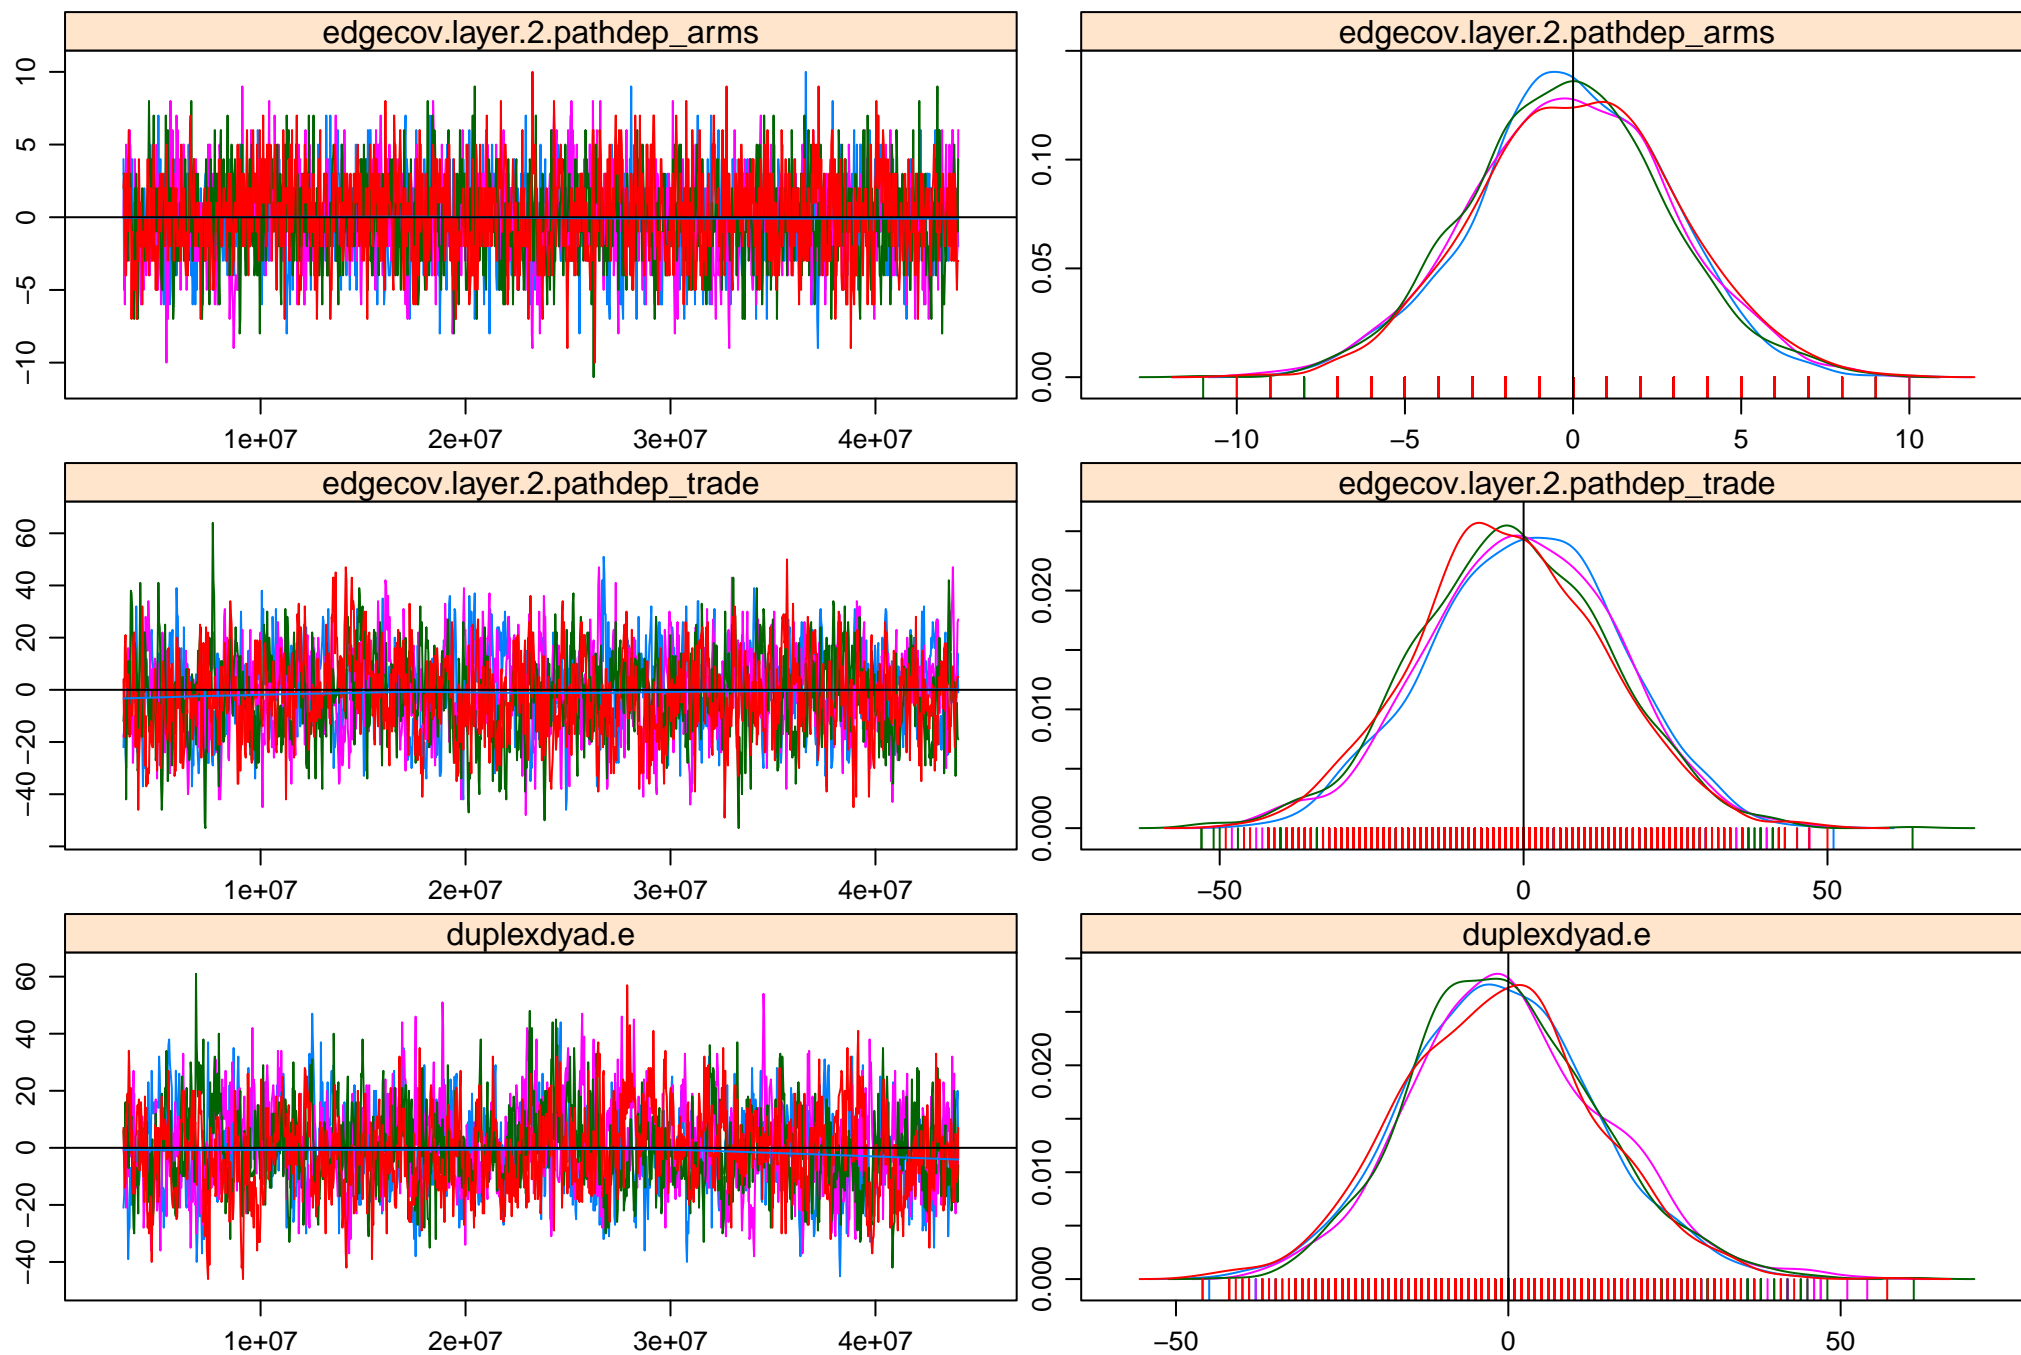 edgecov.layer.2.pathdep_arms
10
5
0
−5
−10
1e+07 2e+07 3e+07 4e+07
edgecov.layer.2.pathdep_arms
0.10
0.05
0.00
−10 −5 0 5 10
edgecov.layer.2.pathdep_trade
60
40
20
0
−20
−40
1e+07 2e+07 3e+07 4e+07
edgecov.layer.2.pathdep_trade
0.020
0.010
0.000
−50 0 50
duplexdyad.e
60
40
20
0
−20
−40
1e+07 2e+07 3e+07 4e+07
duplexdyad.e
0.020
0.010
0.000
−50 0 50